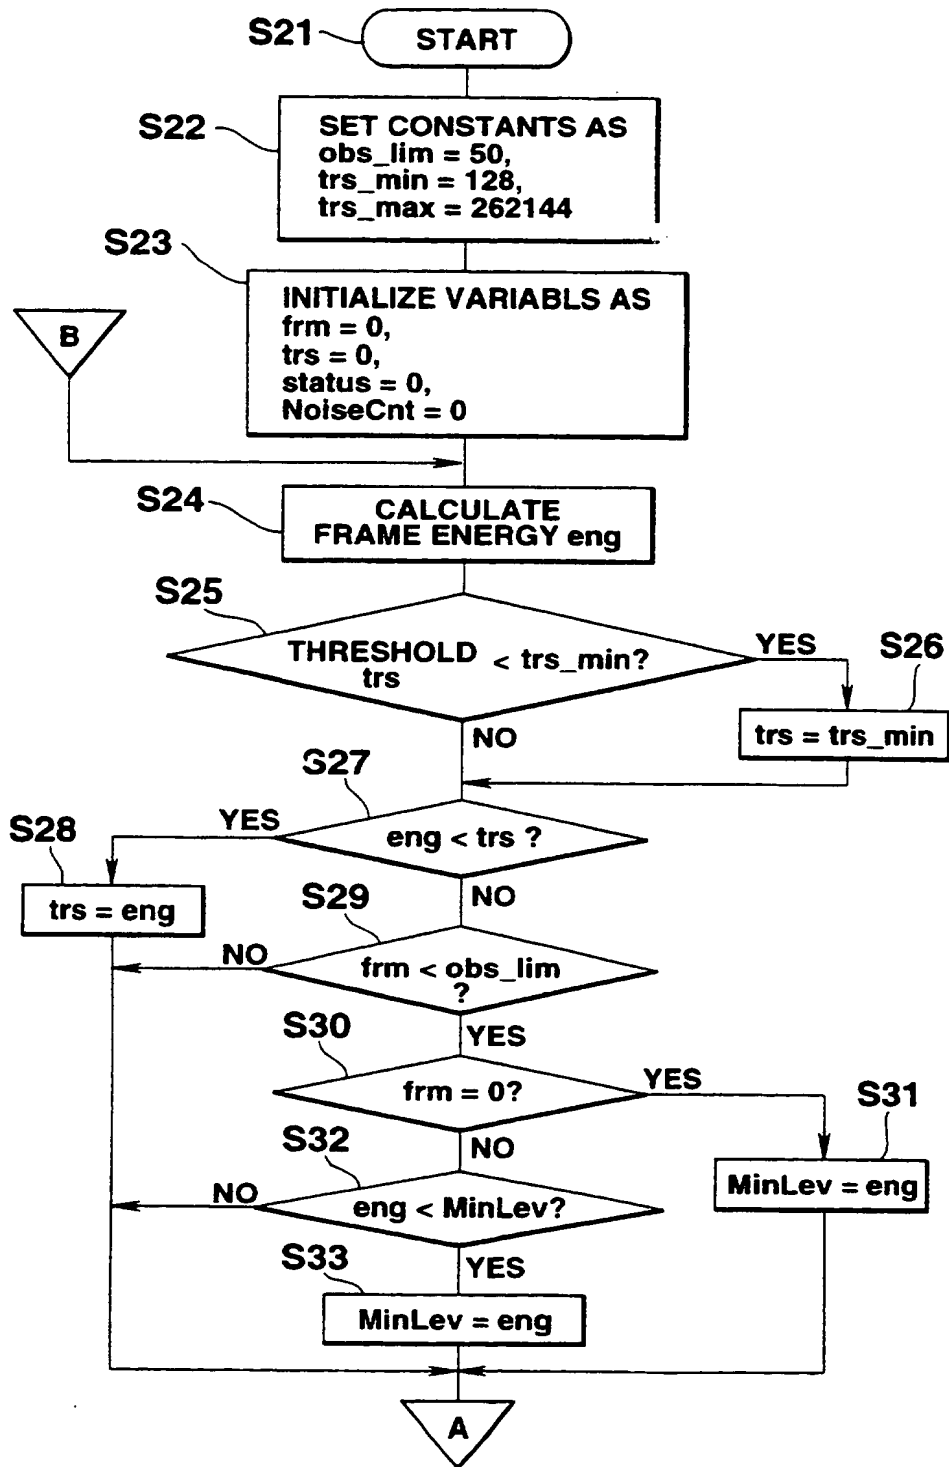 S21
START
S22
SET CONSTANTS AS
obs_lim = 50,
trs_min = 128,
trs_max = 262144
S23
INITIALIZE VARIABLS AS
frm = 0,
trs = 0,
status = 0,
NoiseCnt = 0
B
S24
CALCULATE
FRAME ENERGY eng
S25
THRESHOLD < trs_min?
trs
YES
S26
trs = trs_min
NO
S27
YES
eng < trs ?
S28
trs = eng
NO
S29
NO
frm < obs_lim
?
YES
S30
frm = 0?
YES
S31
MinLev = eng
NO
S32
NO
eng < MinLev?
YES
S33
MinLev = eng
A